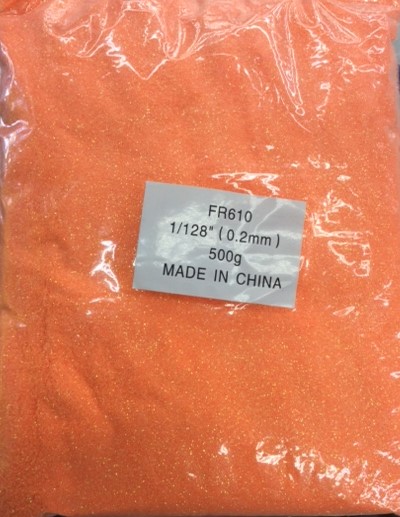 FR610
1/128" ( 0.2mm )
500g
MADE IN CHINA